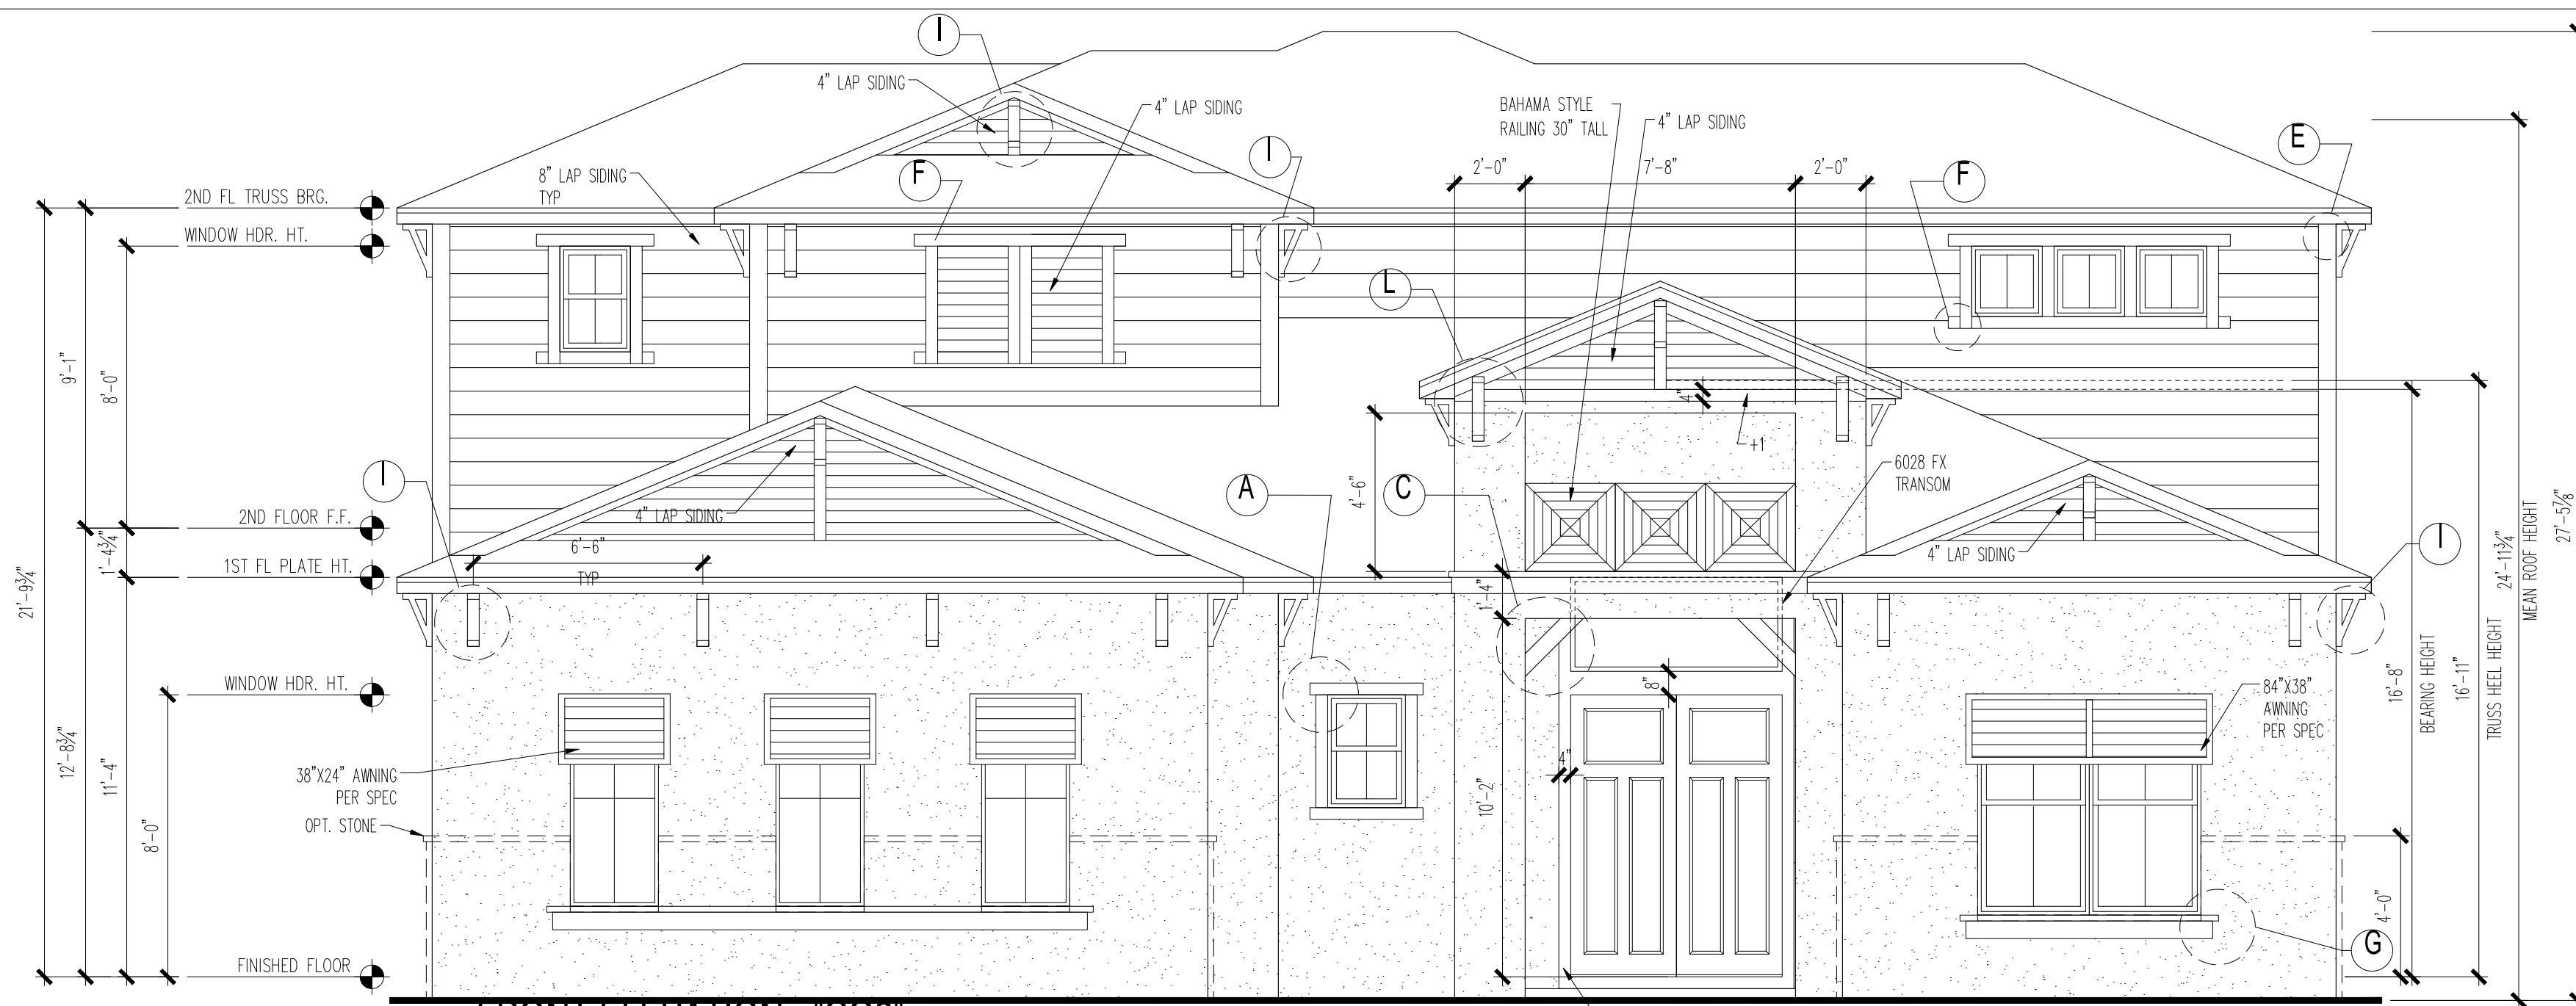 I
4" LAP SIDING
4" LAP SIDING
BAHAMA STYLE
RAILING 30" TALL
4" LAP SIDING
I
E
8" LAP SIDING
TYP
F
2'-0"
7'-8"
2'-0"
F
2ND FL TRUSS BRG.
WINDOW HDR. HT.
L
9'-1"
8'-0"
4"
+1
6028 FX
TRANSOM
I
4" LAP SIDING
A
4'-6"
C
2ND FLOOR F.F.
6'-6"
TYP
4" LAP SIDING
I
1'-4¾"
1ST FL PLATE HT.
21'-9¾"
1'-4"
24'-11¾"
MEAN ROOF HEIGHT
27'-5⅞"
16'-8"
BEARING HEIGHT
16'-11"
TRUSS HEEL HEIGHT
WINDOW HDR. HT.
8"
84"X38"
AWNING
PER SPEC
12'-8¾"
11'-4"
38"X24" AWNING
PER SPEC
4"
10'-2"
OPT. STONE
8'-0"
4'-0"
G
FINISHED FLOOR